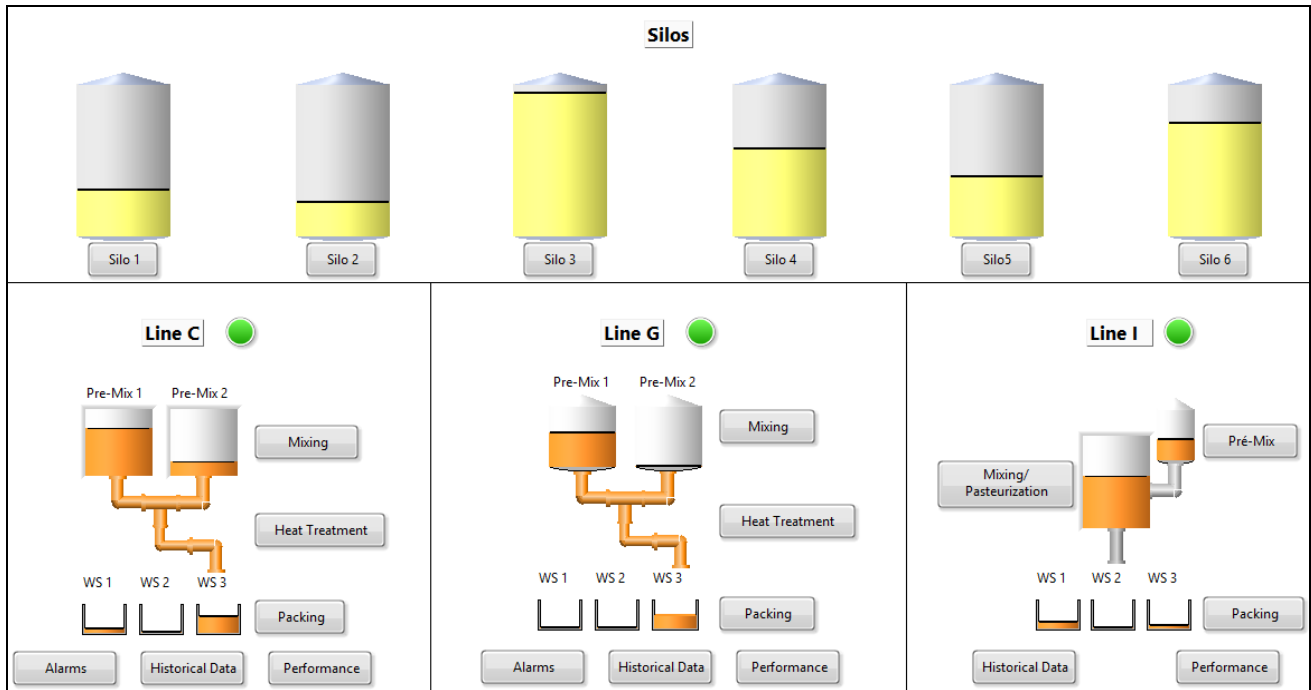 Silos
Silo 1
Silo 2
Silo 3
Silo 4
Silo5
Silo 6
Line C
Pre-Mix 1
Pre-Mix 2
Mixing
Heat Treatment
WS 1
WS 2
WS 3
Packing
Alarms
Historical Data
Performance
Line G
Pre-Mix 1
Pre-Mix 2
Mixing
Heat Treatment
WS 1
WS 2
WS 3
Packing
Alarms
Historical Data
Performance
Line I
Pré-Mix
Mixing/
Pasteurization
WS 1
WS 2
WS 3
Packing
Historical Data
Performance